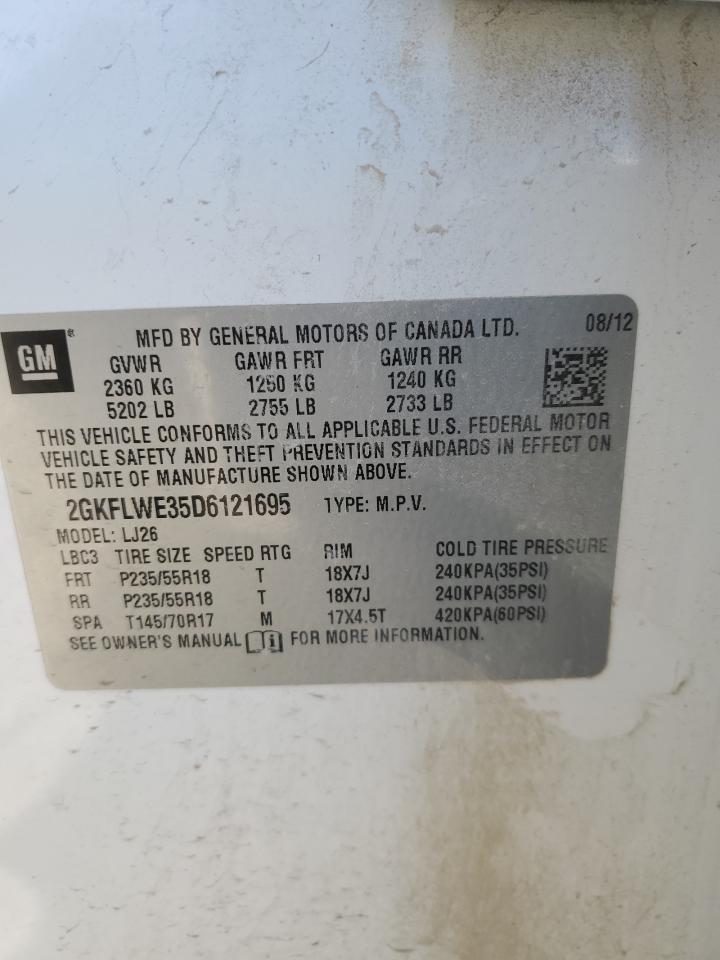 GM ® MFD BY GENERAL MOTORS OF CANADA LTD. 08/12
GVWR GAWR FRT GAWR RR
2360 KG 1250 KG 1240 KG
5202 LB 2755 LB 2733 LB
THIS VEHICLE CONFORMS TO ALL APPLICABLE U.S. FEDERAL MOTOR
VEHICLE SAFETY AND THEFT PREVENTION STANDARDS IN EFFECT ON
THE DATE OF MANUFACTURE SHOWN ABOVE.
2GKFLWE35D6121695 TYPE: M.P.V.
MODEL: LJ26
LBC3 TIRE SIZE SPEED RTG RIM COLD TIRE PRESSURE
FRT P235/55R18 T 18X7J 240KPA(35PSI)
RR P235/55R18 T 18X7J 240KPA(35PSI)
SPA T145/70R17 M 17X4.5T 420KPA(60PSI)
SEE OWNER'S MANUAL FOR MORE INFORMATION.